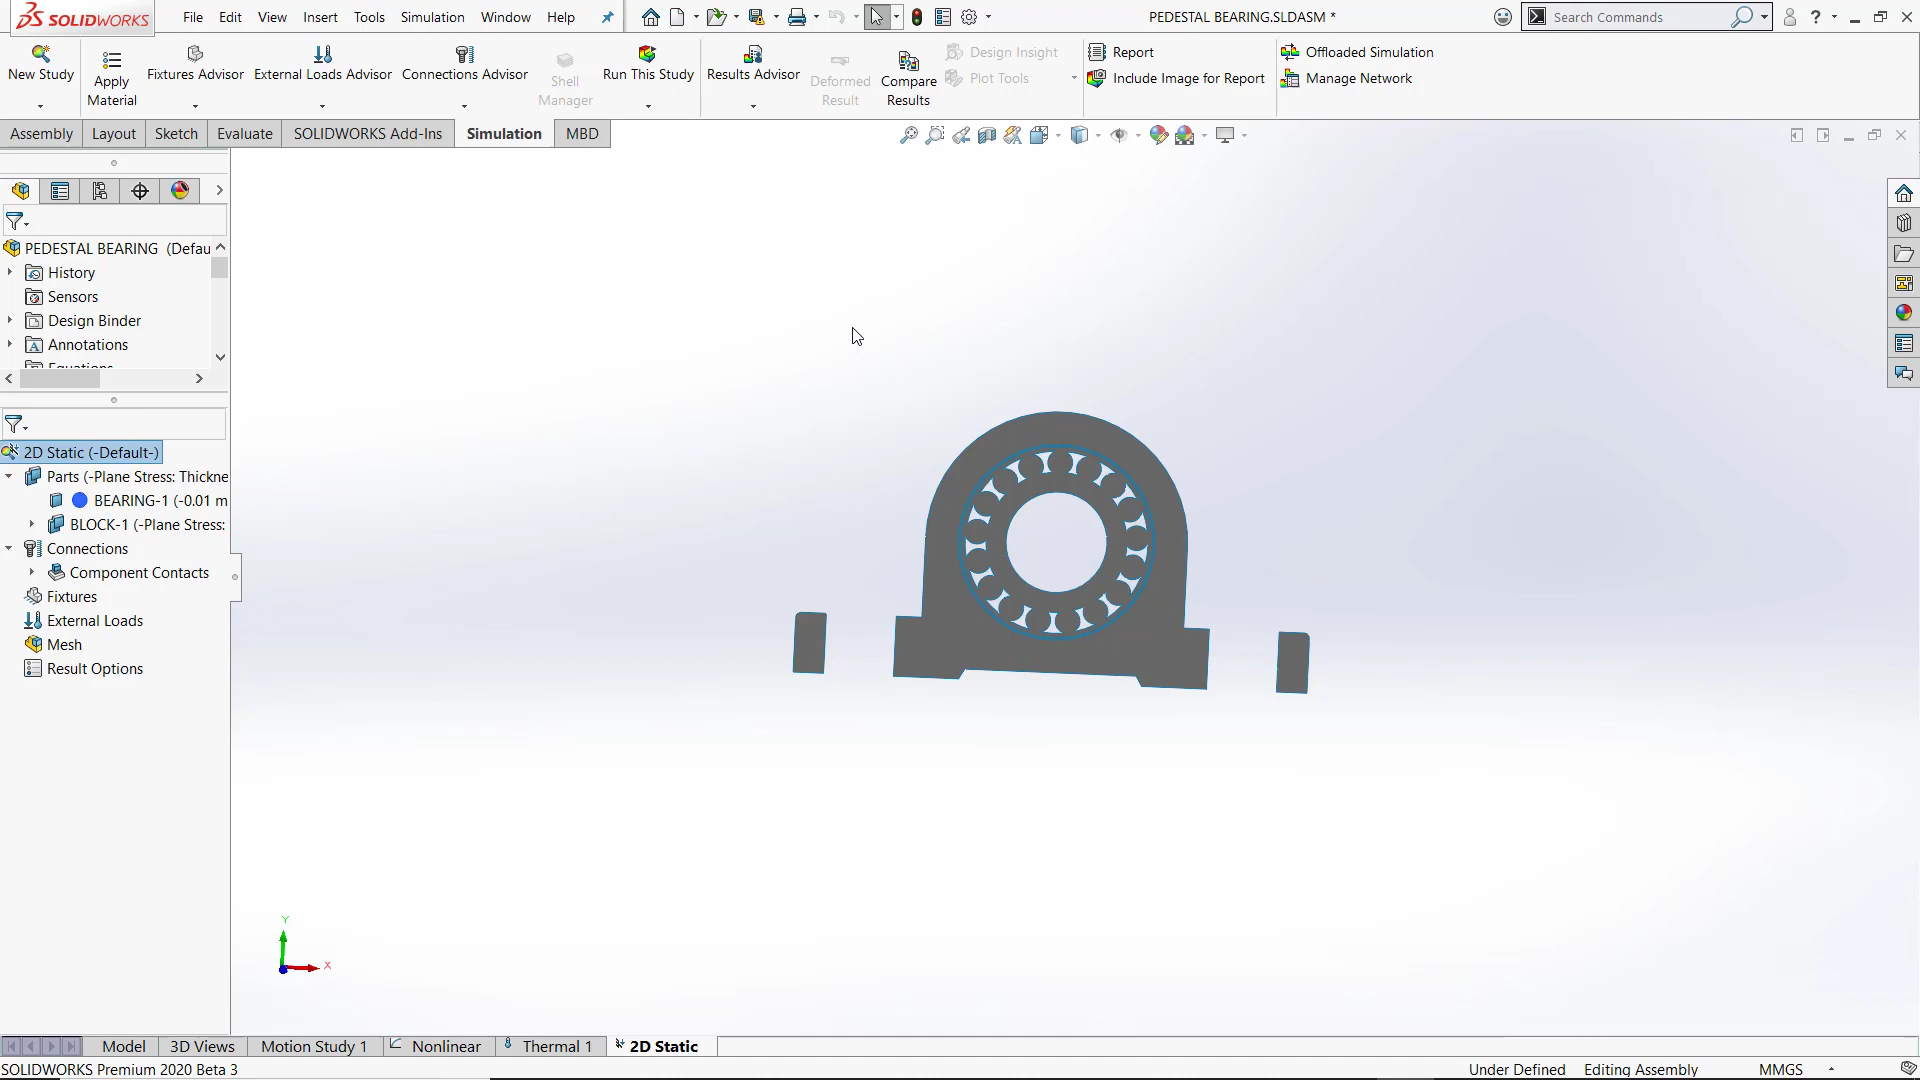 SOLIDWORKS
File Edit View Insert Tools Simulation Window Help
PEDESTAL BEARING.SLDASM *
Search Commands
New Study
Apply Material
Fixtures Advisor
External Loads Advisor
Connections Advisor
Shell Manager
Run This Study
Results Advisor
Deformed Result
Compare Results
Design Insight
Plot Tools
Report
Include Image for Report
Offloaded Simulation
Manage Network
Assembly Layout Sketch Evaluate SOLIDWORKS Add-Ins Simulation MBD
PEDESTAL BEARING (Defau
History
Sensors
Design Binder
Annotations
Equations
2D Static (-Default-)
Parts (-Plane Stress: Thickne
BEARING-1 (-0.01 m
BLOCK-1 (-Plane Stress:
Connections
Component Contacts
Fixtures
External Loads
Mesh
Result Options
Y
X
Model 3D Views Motion Study 1 Nonlinear Thermal 1 2D Static
SOLIDWORKS Premium 2020 Beta 3
Under Defined Editing Assembly MMGS